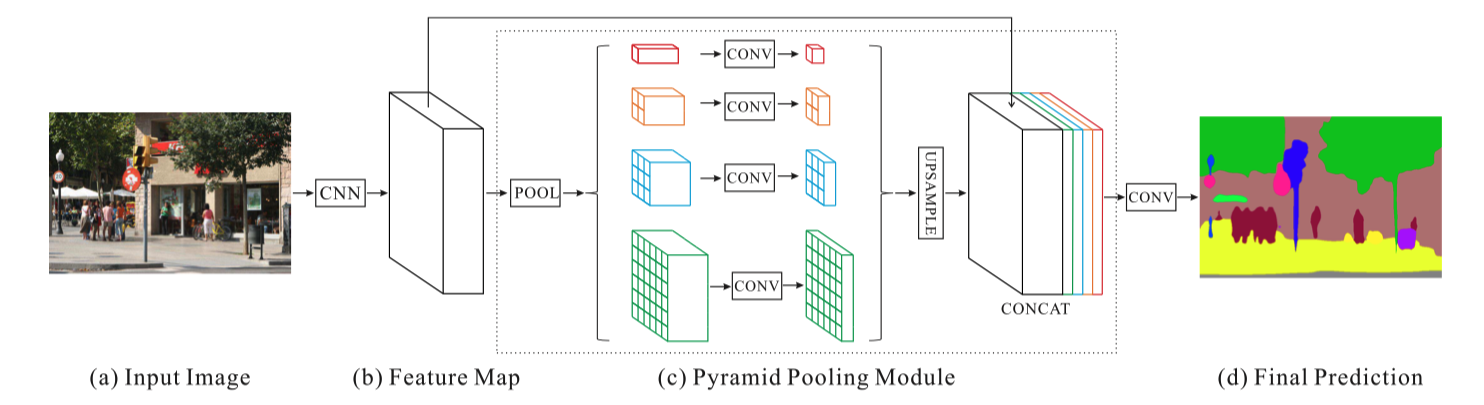 CNN
POOL
CONV
CONV
CONV
CONV
UPSAMPLE
CONCAT
CONV
(a) Input Image
(b) Feature Map
(c) Pyramid Pooling Module
(d) Final Prediction